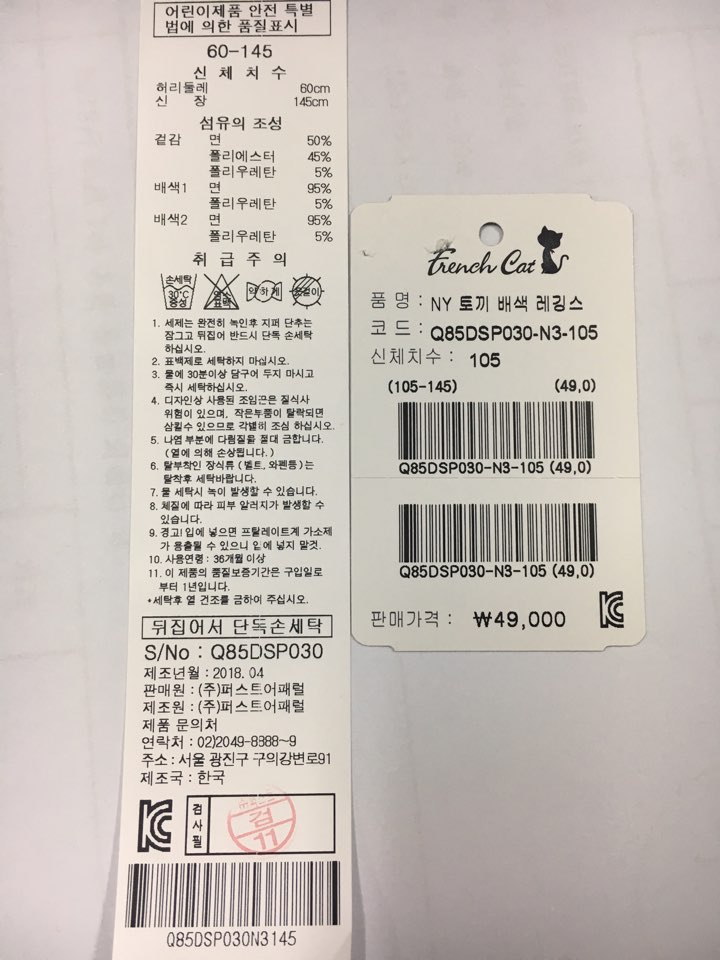 어린이제품 안전 특별
법에 의한 품질표시
60-145
신 체 치 수
허리둘레 60cm
신 장 145cm
섬유의 조성
겉감 면 50%
폴리에스터 45%
폴리우레탄 5%
배색1 면 95%
폴리우레탄 5%
배색2 면 95%
폴리우레탄 5%
취 급 주 의
손세탁
30℃
중성
염소
표백
약하게
옷걸이
1. 세제는 완전히 녹인후 지퍼 단추는
잠그고 뒤집어 반드시 단독 손세탁
하십시오.
2. 표백제로 세탁하지 마십시오.
3. 물에 30분이상 담구어 두지 마시고
즉시 세탁하십시오.
4. 디자인상 사용된 조임끈은 질식사
위험이 있으며, 작은부품이 탈락되면
삼킬수 있으므로 각별히 조심 하십시오.
5. 나염 부분에 다림질을 절대 금합니다.
(열에 의해 손상됩니다.)
6. 탈부착인 장식류(벨트, 와펜등)는
탈착후 세탁바랍니다.
7. 물 세탁시 녹이 발생할 수 있습니다.
8. 체질에 따라 피부 알러지가 발생할 수
있습니다.
9. 경고! 입에 넣으면 프탈레이트계 가소제
가 용출될 수 있으니 입에 넣지 말것.
10. 사용연령: 36개월 이상
11. 이 제품의 품질보증기간은 구입일로
부터 1년입니다.
*세탁후 열 건조를 금하여 주십시오.
뒤집어서 단독손세탁
S/No : Q85DSP030
제조년월 : 2018. 04
판매원 : (주)퍼스트어패럴
제조원 : (주)퍼스트어패럴
제품 문의처
연락처 : 02)2049-8888~9
주소 : 서울 광진구 구의강변로91
제조국 : 한국
검사필
검
11
Q85DSP030N3145
French Cat
품 명 : NY 토끼 배색 레깅스
코 드 : Q85DSP030-N3-105
신체치수 : 105
(105-145) (49,0)
Q85DSP030-N3-105 (49,0)
Q85DSP030-N3-105 (49,0)
판매가격 : ₩49,000